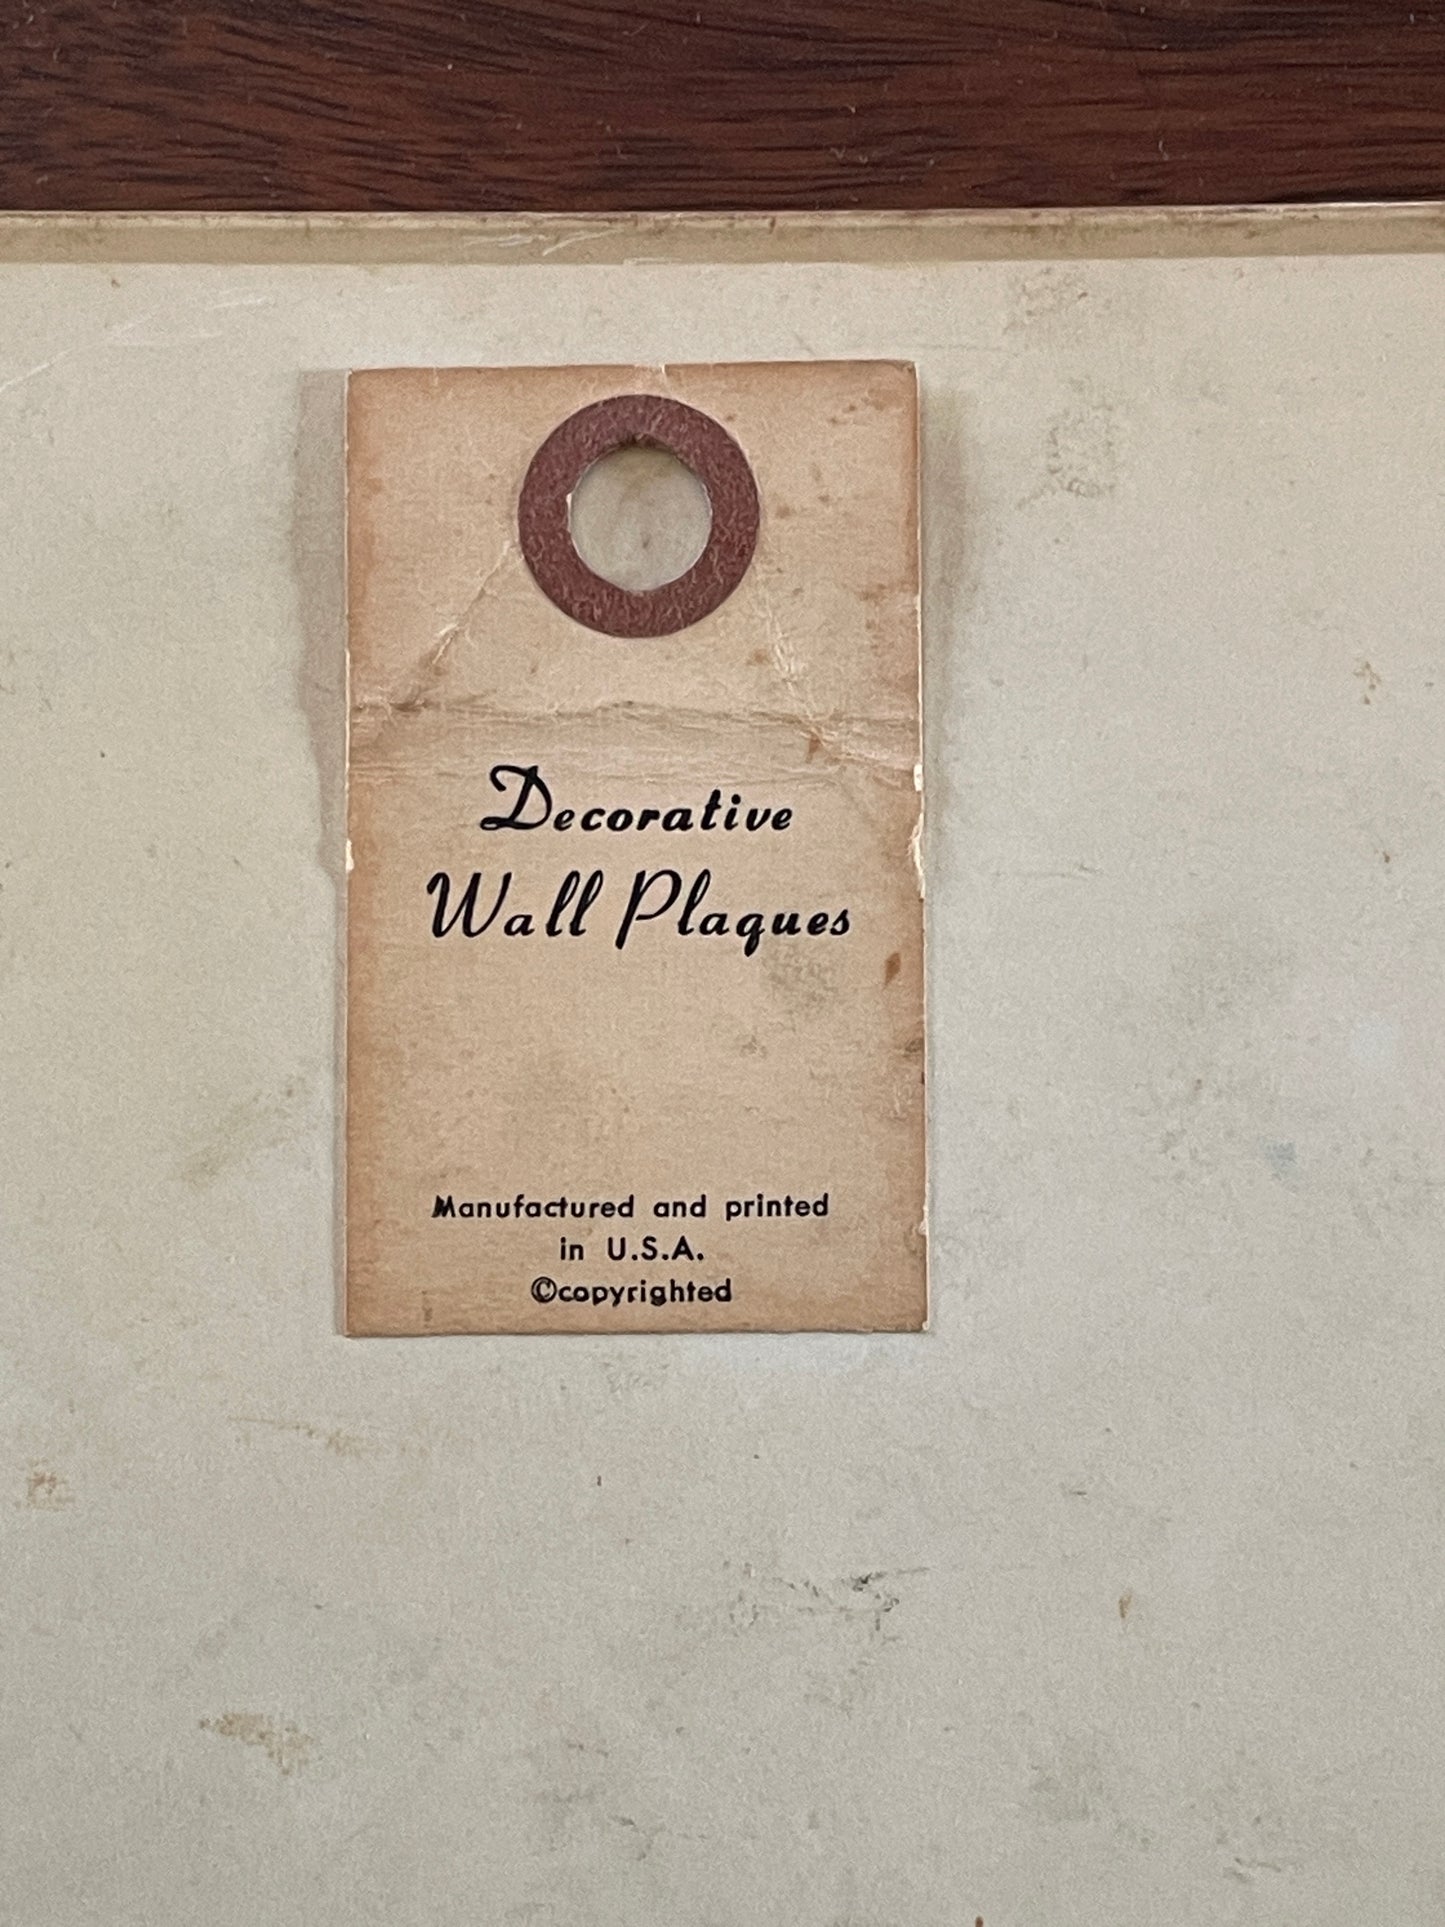 Decorative
Wall Plaques
Manufactured and printed
in U.S.A.
©copyrighted